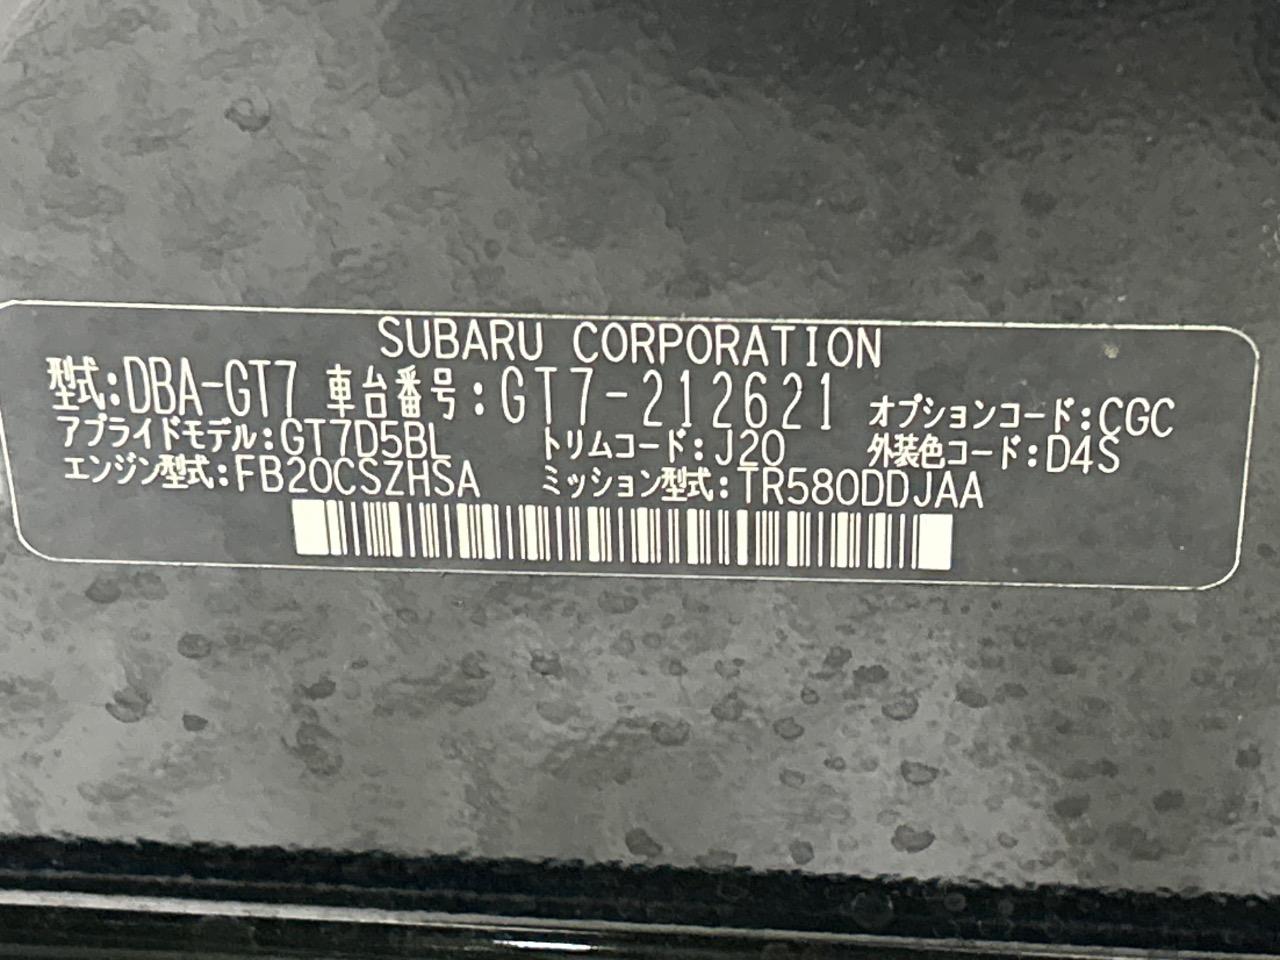 SUBARU CORPORATION
型式:DBA-GT7 車台番号:GT7-212621 オプションコード:CGC
アプライドモデル:GT7D5BL トリムコード:J20 外装色コード:D4S
エンジン型式:FB20CSZHSA ミッション型式:TR580DDJAA